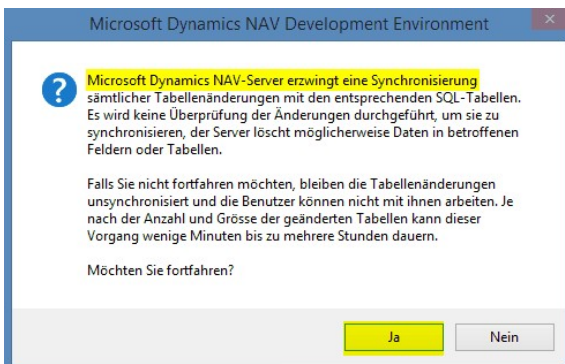 Microsoft Dynamics NAV Development Environment
Microsoft Dynamics NAV-Server erzwingt eine Synchronisierung
sämtlicher Tabellenänderungen mit den entsprechenden SQL-Tabellen.
Es wird keine Überprüfung der Änderungen durchgeführt, um sie zu
synchronisieren, der Server löscht möglicherweise Daten in betroffenen
Feldern oder Tabellen.
Falls Sie nicht fortfahren möchten, bleiben die Tabellenänderungen
unsynchronisiert und die Benutzer können nicht mit ihnen arbeiten. Je
nach der Anzahl und Grösse der geänderten Tabellen kann dieser
Vorgang wenige Minuten bis zu mehrere Stunden dauern.
Möchten Sie fortfahren?
Ja
Nein